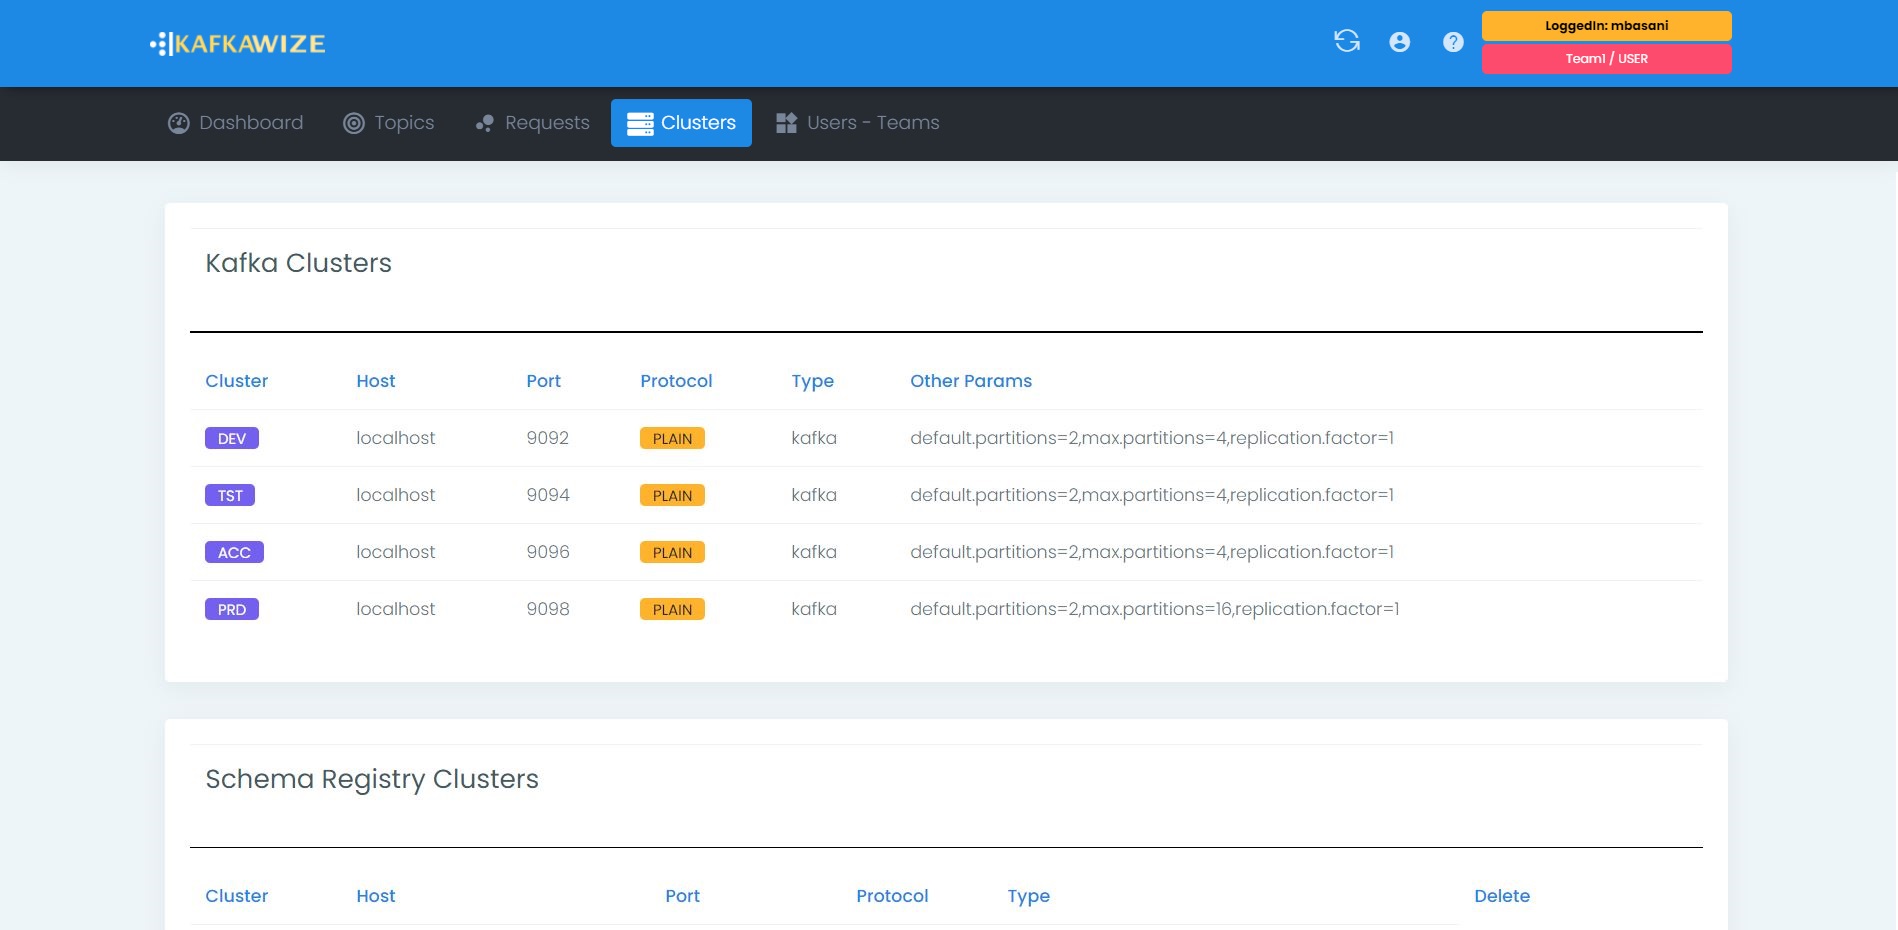 KAFKAWIZE
LoggedIn: mbasani
Team1 / USER
Dashboard Topics Requests Clusters Users - Teams
Kafka Clusters
Cluster Host Port Protocol Type Other Params
DEV localhost 9092 PLAIN kafka default.partitions=2,max.partitions=4,replication.factor=1
TST localhost 9094 PLAIN kafka default.partitions=2,max.partitions=4,replication.factor=1
ACC localhost 9096 PLAIN kafka default.partitions=2,max.partitions=4,replication.factor=1
PRD localhost 9098 PLAIN kafka default.partitions=2,max.partitions=16,replication.factor=1
Schema Registry Clusters
Cluster Host Port Protocol Type Delete